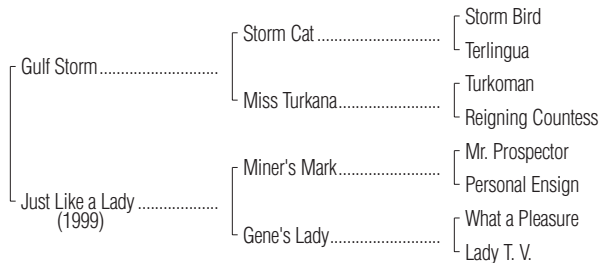 Storm Bird
Storm Cat
Terlingua
Gulf Storm
Turkoman
Miss Turkana
Reigning Countess
Mr. Prospector
Miner's Mark
Personal Ensign
Just Like a Lady
(1999)
What a Pleasure
Gene's Lady
Lady T. V.